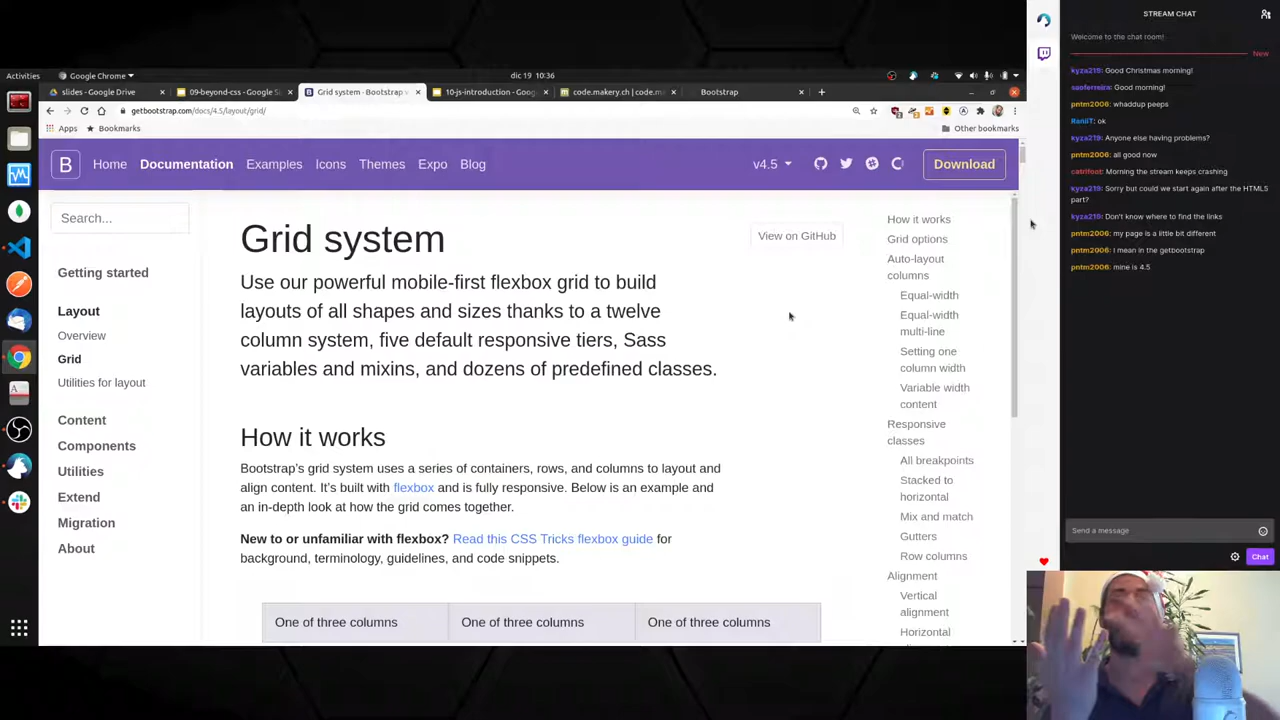 STREAM CHAT
Welcome to the chat room!
New
kyza219: Good Christmas morning!
saoferreira: Good morning!
pntm2006: whaddup peeps
RaniiT: ok
kyza219: Anyone else having problems?
pntm2006: all good now
catrifoot: Morning the stream keeps crashing
kyza219: Sorry but could we start again after the HTML5
part?
kyza219: Don't know where to find the links
pntm2006: my page is a little bit different
pntm2006: I mean in the getbootstrap
pntm2006: mine is 4.5
Send a message
Chat
Activities
Google Chrome
dic 19 10:36
slides - Google Drive
09-beyond-css - Google Sl
Grid system · Bootstrap v
10-js-introduction - Goog
code.makery.ch | code.m
Bootstrap
getbootstrap.com/docs/4.5/layout/grid/
Apps
Bookmarks
Other bookmarks
B
Home
Documentation
Examples
Icons
Themes
Expo
Blog
v4.5
Download
Search...
Getting started
Layout
Overview
Grid
Utilities for layout
Content
Components
Utilities
Extend
Migration
About
Grid system
View on GitHub
Use our powerful mobile-first flexbox grid to build
layouts of all shapes and sizes thanks to a twelve
column system, five default responsive tiers, Sass
variables and mixins, and dozens of predefined classes.
How it works
Bootstrap's grid system uses a series of containers, rows, and columns to layout and
align content. It's built with flexbox and is fully responsive. Below is an example and
an in-depth look at how the grid comes together.
New to or unfamiliar with flexbox? Read this CSS Tricks flexbox guide for
background, terminology, guidelines, and code snippets.
One of three columns
One of three columns
One of three columns
How it works
Grid options
Auto-layout
columns
Equal-width
Equal-width
multi-line
Setting one
column width
Variable width
content
Responsive
classes
All breakpoints
Stacked to
horizontal
Mix and match
Gutters
Row columns
Alignment
Vertical
alignment
Horizontal